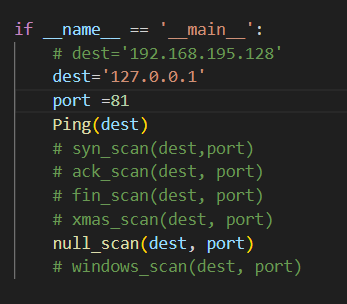 if __name__ == '__main__':
    # dest='192.168.195.128'
    dest='127.0.0.1'
    port =81
    Ping(dest)
    # syn_scan(dest,port)
    # ack_scan(dest, port)
    # fin_scan(dest, port)
    # xmas_scan(dest, port)
    null_scan(dest, port)
    # windows_scan(dest, port)